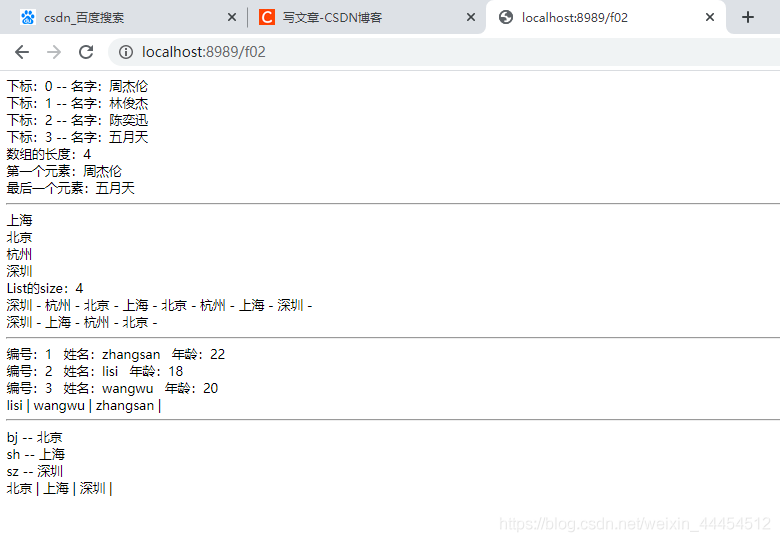 csdn_百度搜索
写文章-CSDN博客
localhost:8989/f02
localhost:8989/f02
下标：0 -- 名字：周杰伦
下标：1 -- 名字：林俊杰
下标：2 -- 名字：陈奕迅
下标：3 -- 名字：五月天
数组的长度：4
第一个元素：周杰伦
最后一个元素：五月天
上海
北京
杭州
深圳
List的size：4
深圳 - 杭州 - 北京 - 上海 - 北京 - 杭州 - 上海 - 深圳 -
深圳 - 上海 - 杭州 - 北京 -
编号：1 姓名：zhangsan 年龄：22
编号：2 姓名：lisi 年龄：18
编号：3 姓名：wangwu 年龄：20
lisi | wangwu | zhangsan |
bj -- 北京
sh -- 上海
sz -- 深圳
北京 | 上海 | 深圳 |
https://blog.csdn.net/weixin_44454512